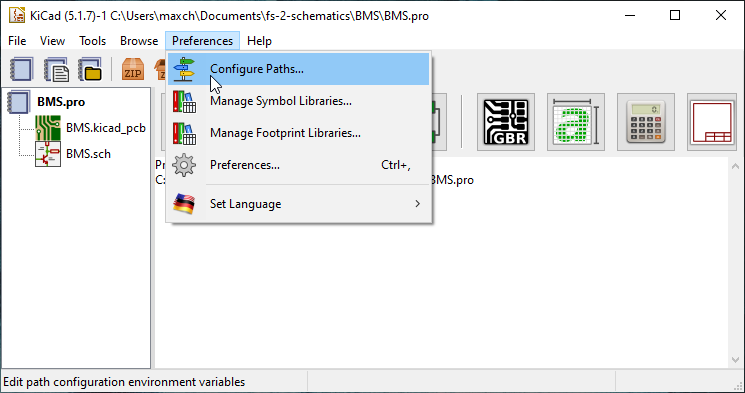 KiCad (5.1.7)-1 C:\Users\maxch\Documents\fs-2-schematics\BMS\BMS.pro
File View Tools Browse Preferences Help
ZIP
BMS.pro
BMS.kicad_pcb
BMS.sch
Configure Paths...
Manage Symbol Libraries...
Manage Footprint Libraries...
Preferences... Ctrl+,
Set Language
GBR
a
BMS.pro
Edit path configuration environment variables